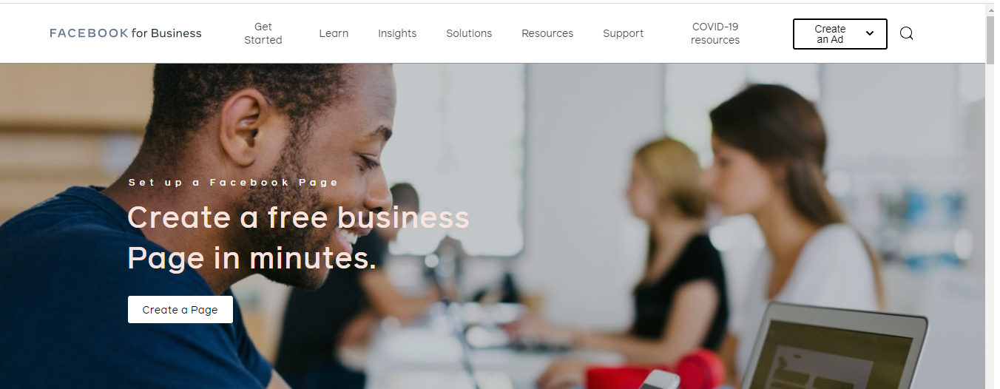 FACEBOOK for Business
Get
Started
Learn
Insights
Solutions
Resources
Support
COVID-19
resources
Create
an Ad
Set up a Facebook Page
Create a free business
Page in minutes.
Create a Page